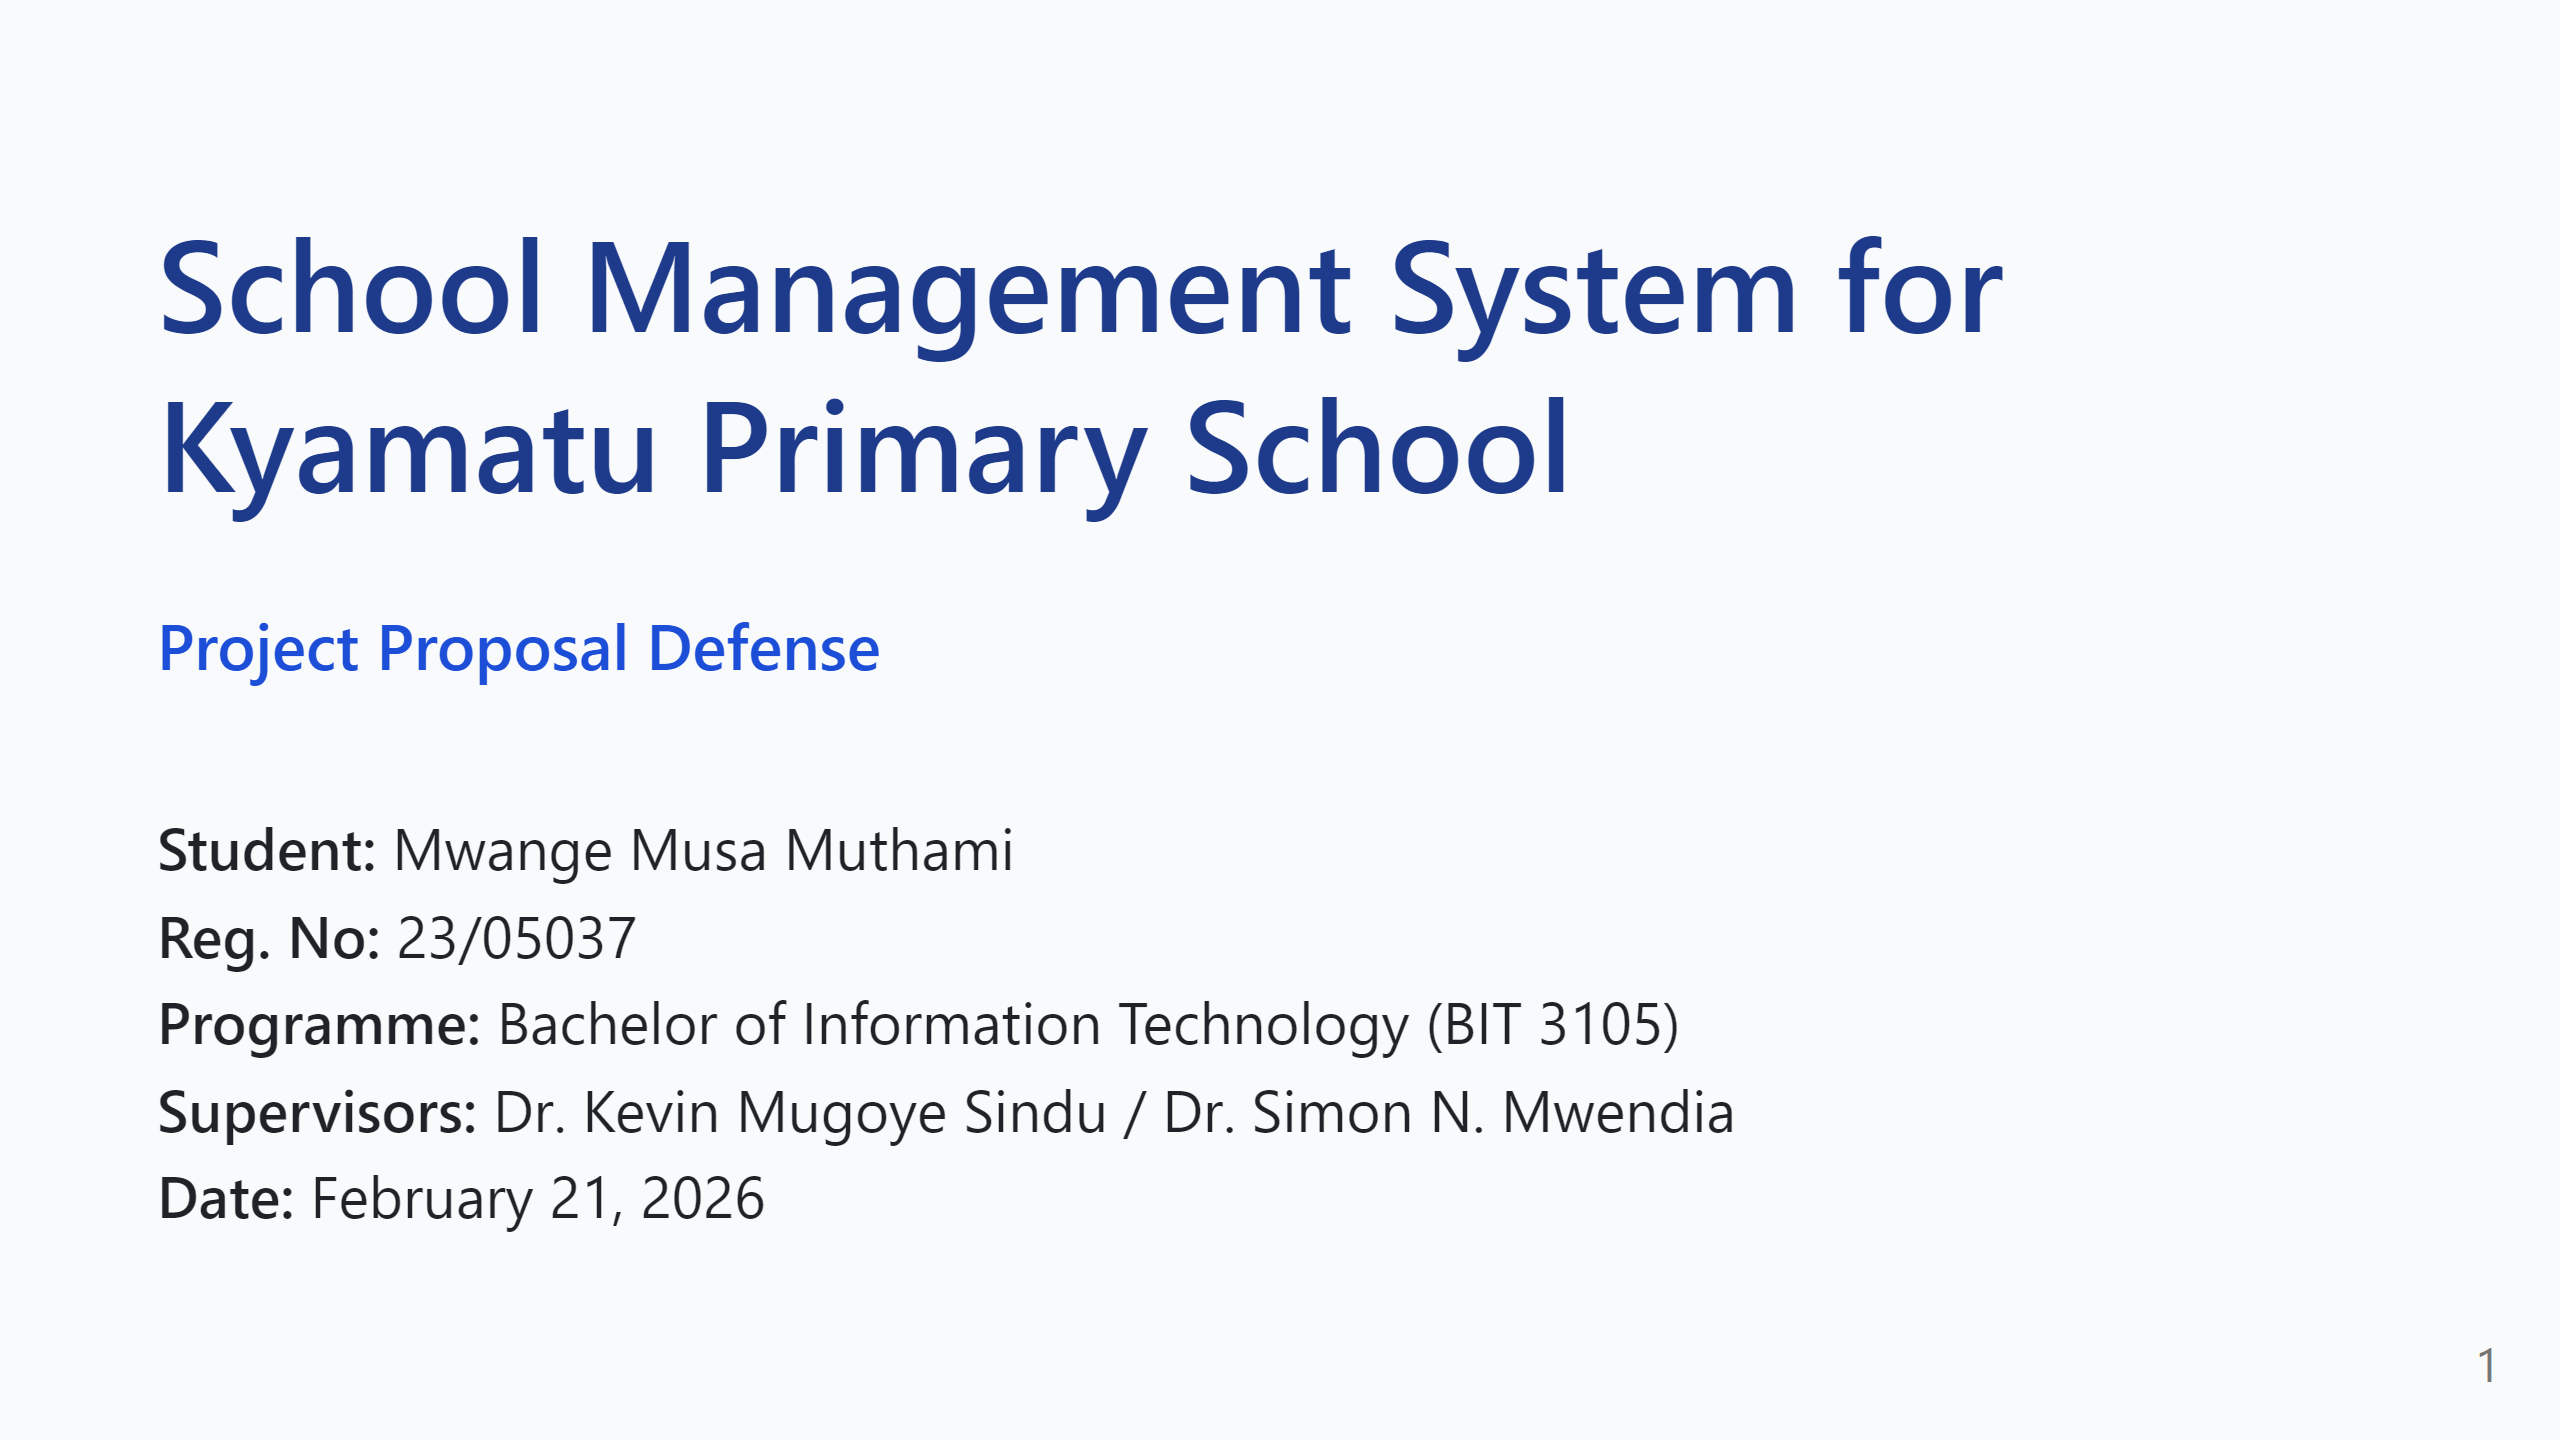 School Management System for
Kyamatu Primary School
Project Proposal Defense
Student: Mwange Musa Muthami
Reg. No: 23/05037
Programme: Bachelor of Information Technology (BIT 3105)
Supervisors: Dr. Kevin Mugoye Sindu / Dr. Simon N. Mwendia
Date: February 21, 2026
1